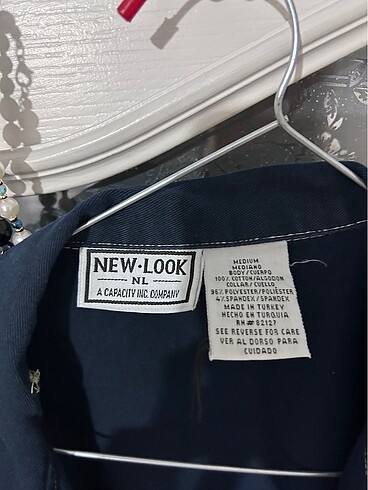 NEW•LOOK
NL
A CAPACITY INC. COMPANY
MEDIUM
MEDIANO
BODY/CUERPO
100% COTTON/ALGODON
COLLAR/CUELLO
96% POLYESTER/POLIÉSTER
4% SPANDEX/SPANDEX
MADE IN TURKEY
HECHO EN TURQUIA
RN# 82127
SEE REVERSE FOR CARE
VER AL DORSO PARA
CUIDADO